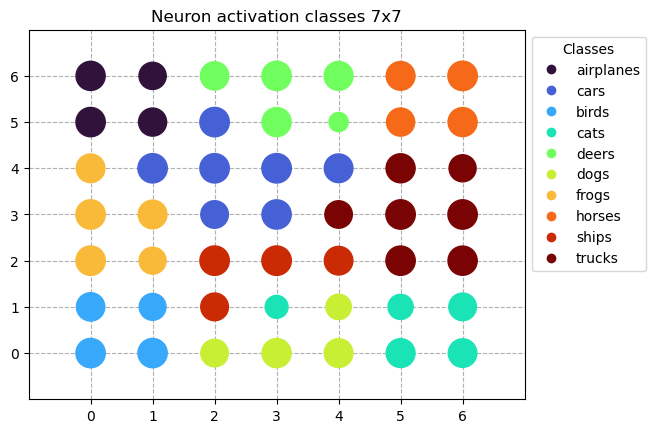 Neuron activation classes 7x7
6
5
4
3
2
1
0
0 1 2 3 4 5 6
Classes
airplanes
cars
birds
cats
deers
dogs
frogs
horses
ships
trucks